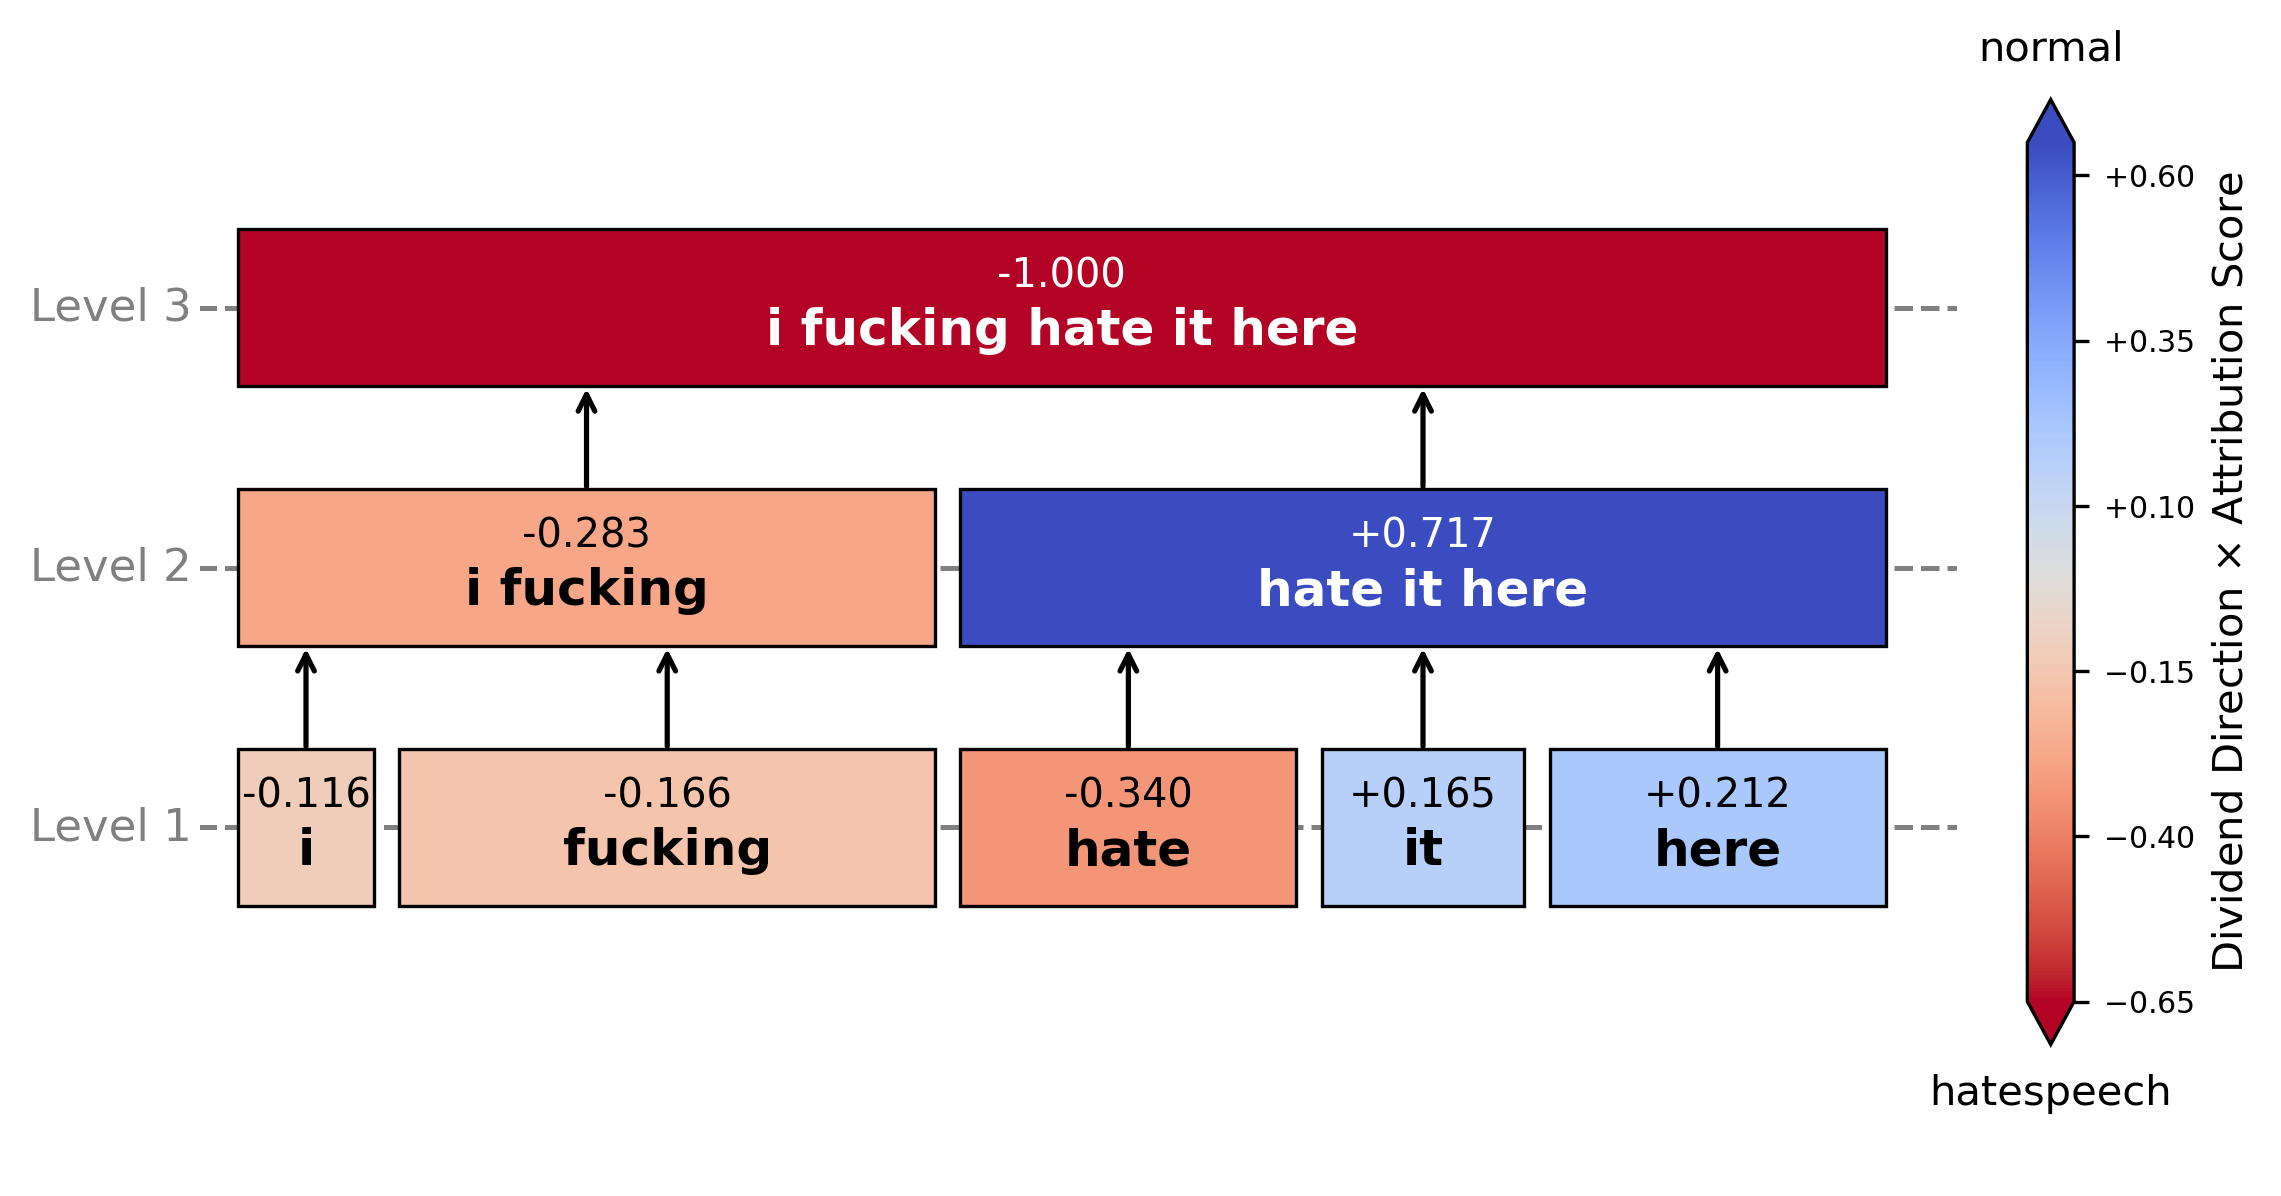 normal
+0.60
+0.35
+0.10
−0.15
−0.40
−0.65
hatespeech
Dividend Direction × Attribution Score
Level 3
-1.000
i fucking hate it here
Level 2
-0.283
i fucking
+0.717
hate it here
Level 1
-0.116
i
-0.166
fucking
-0.340
hate
+0.165
it
+0.212
here